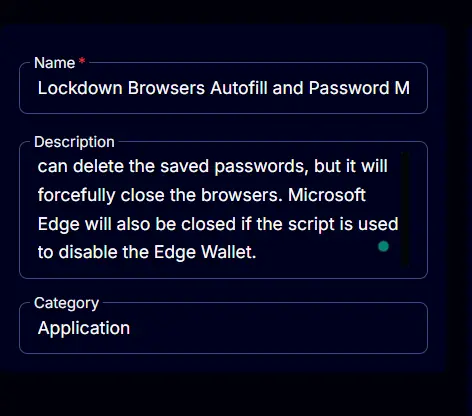 Name *
Lockdown Browsers Autofill and Password M
Description
can delete the saved passwords, but it will
forcefully close the browsers. Microsoft
Edge will also be closed if the script is used
to disable the Edge Wallet.
Category
Application